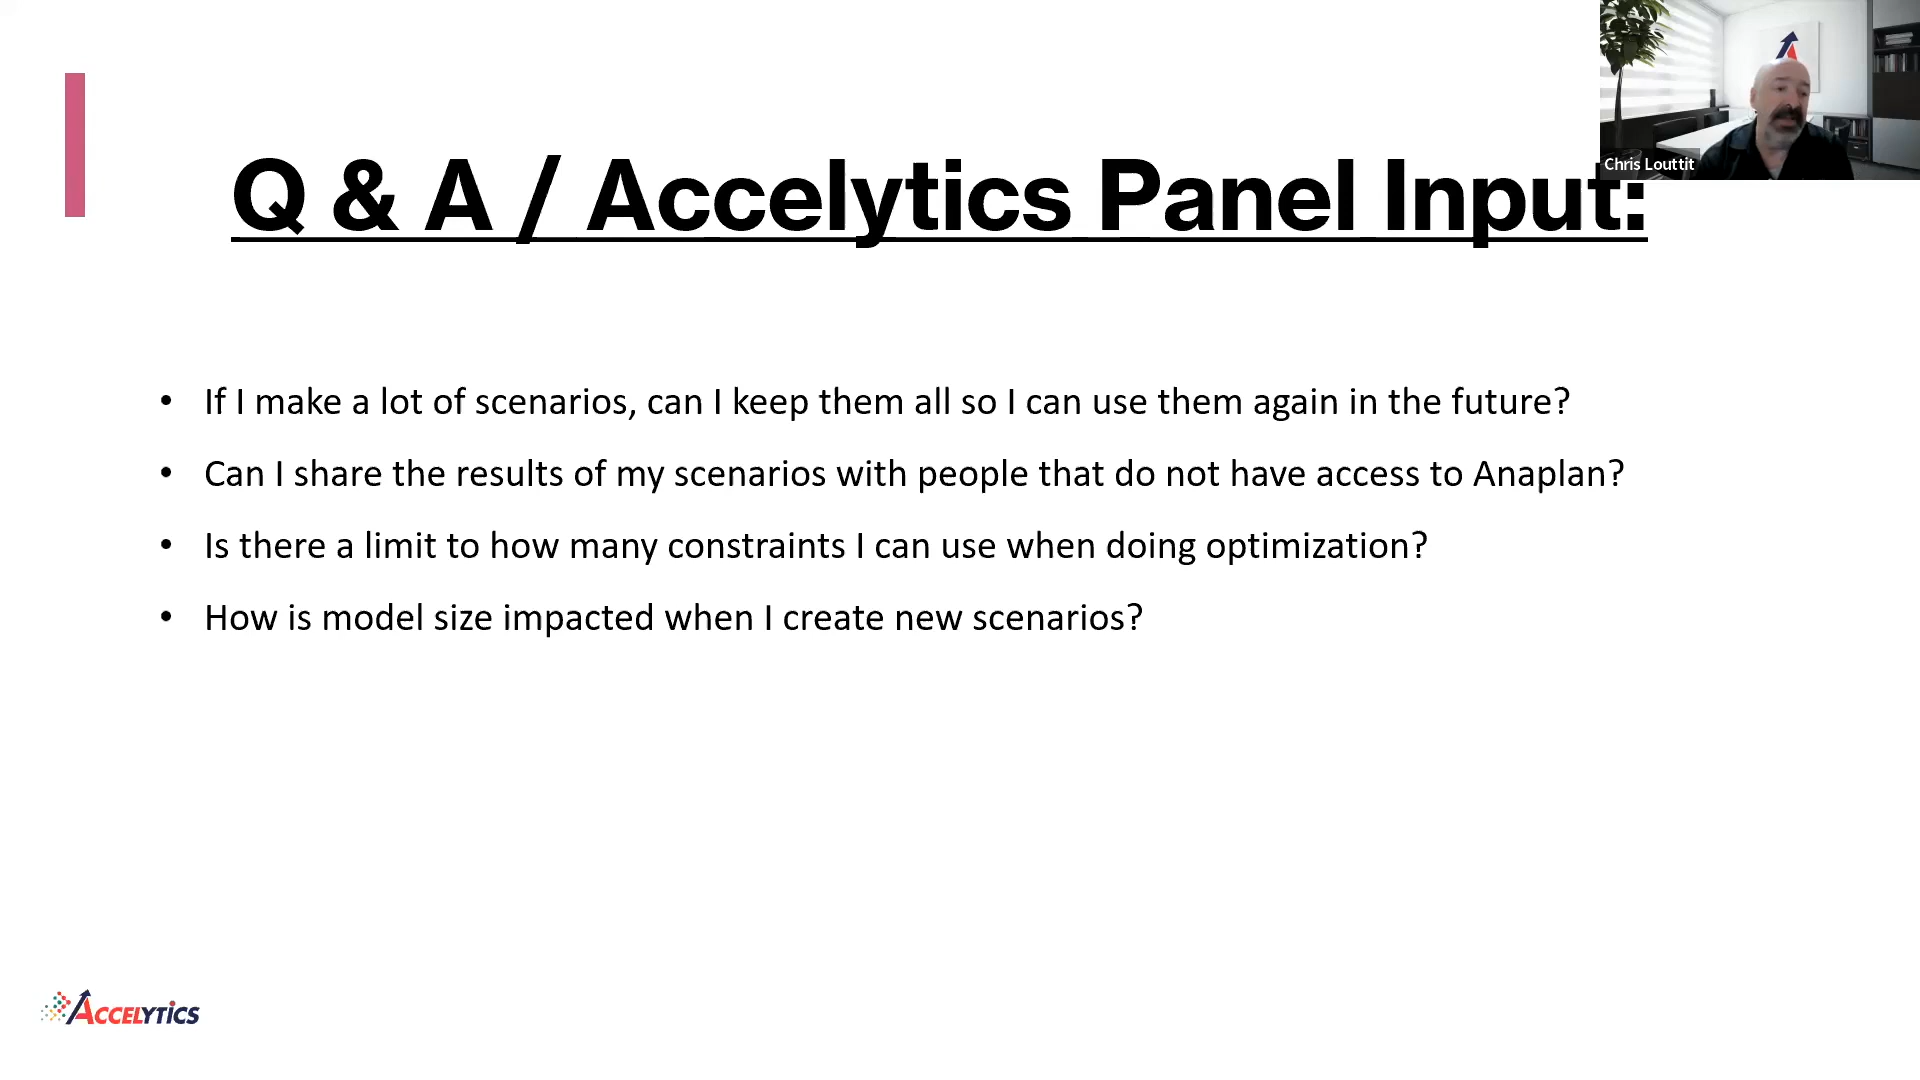 Chris Louttit
Q & A / Accelytics Panel Input:
• If I make a lot of scenarios, can I keep them all so I can use them again in the future?
• Can I share the results of my scenarios with people that do not have access to Anaplan?
• Is there a limit to how many constraints I can use when doing optimization?
• How is model size impacted when I create new scenarios?
ACCELYTICS